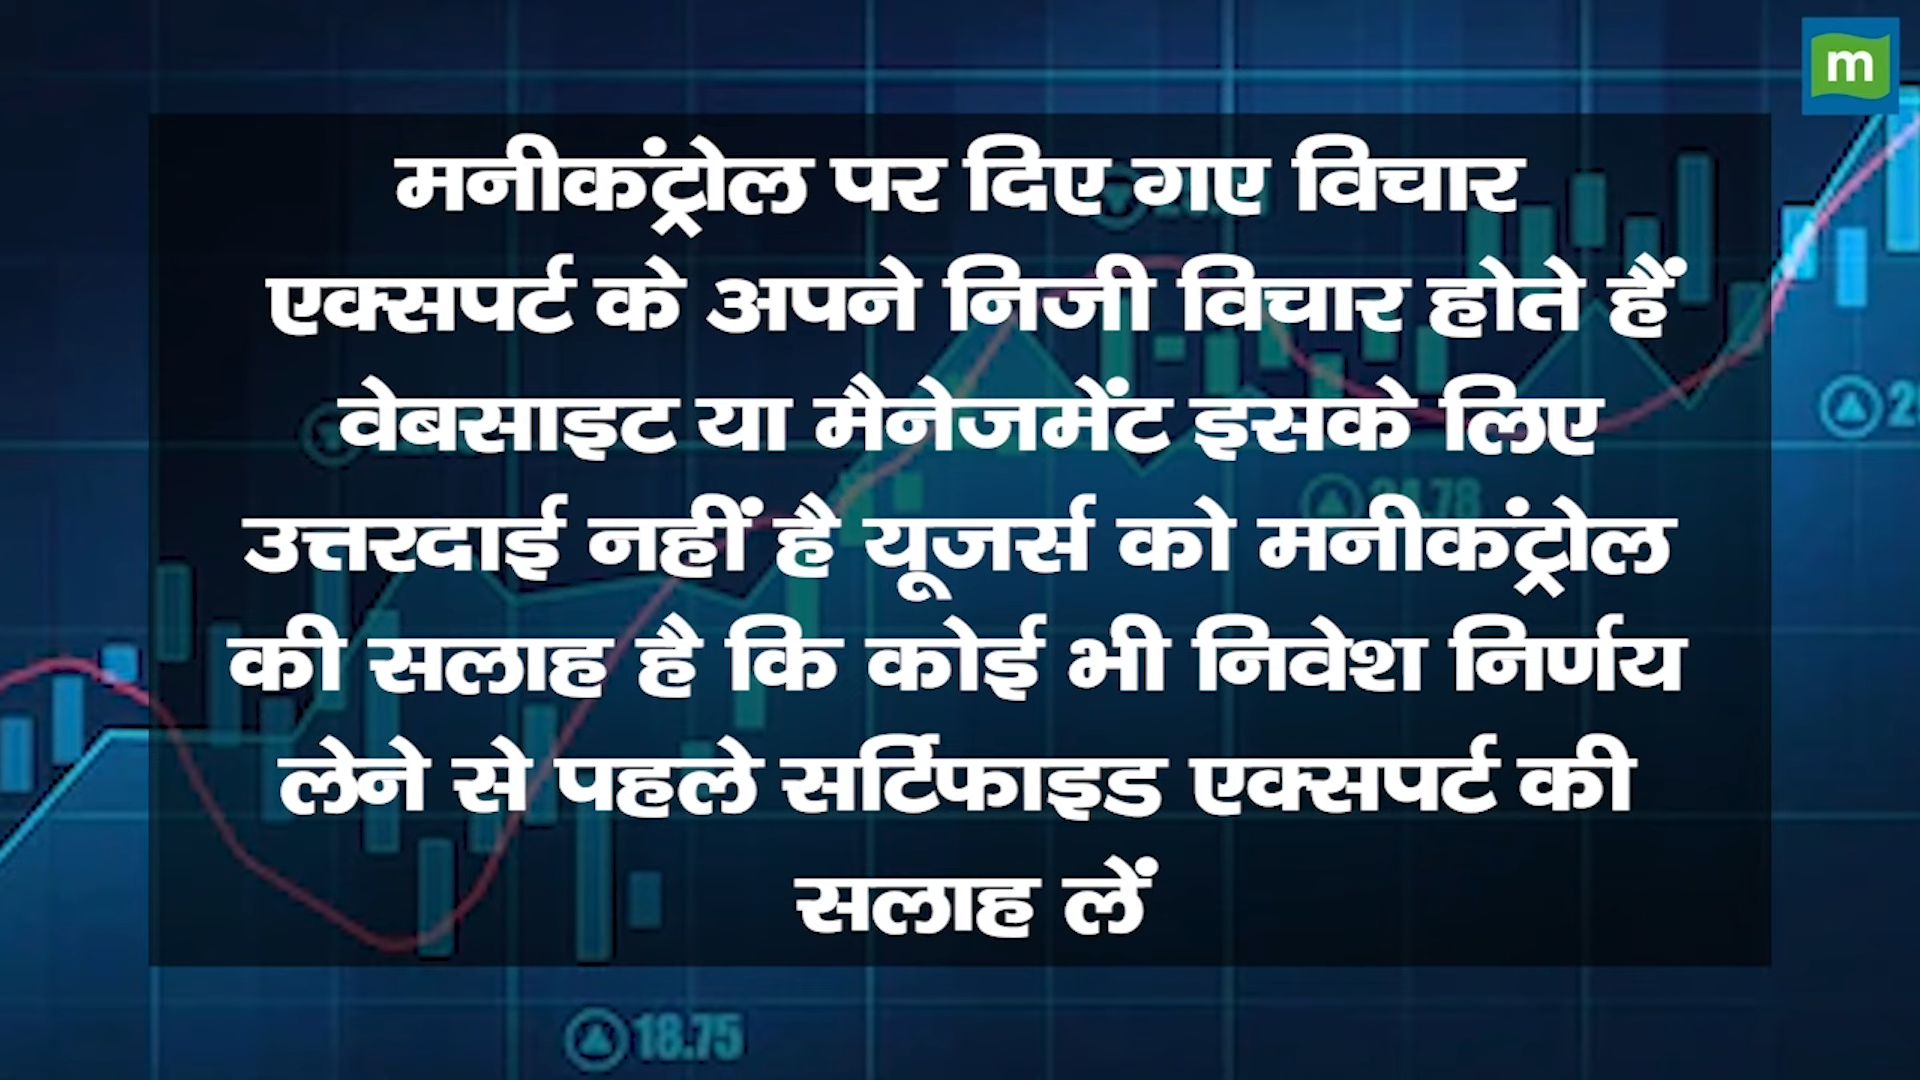 m
मनीकंट्रोल पर दिए गए विचार
एक्सपर्ट के अपने निजी विचार होते हैं
वेबसाइट या मैनेजमेंट इसके लिए
उत्तरदाई नहीं है यूजर्स को मनीकंट्रोल
की सलाह है कि कोई भी निवेश निर्णय
लेने से पहले सर्टिफाइड एक्सपर्ट की
सलाह लें
18.75